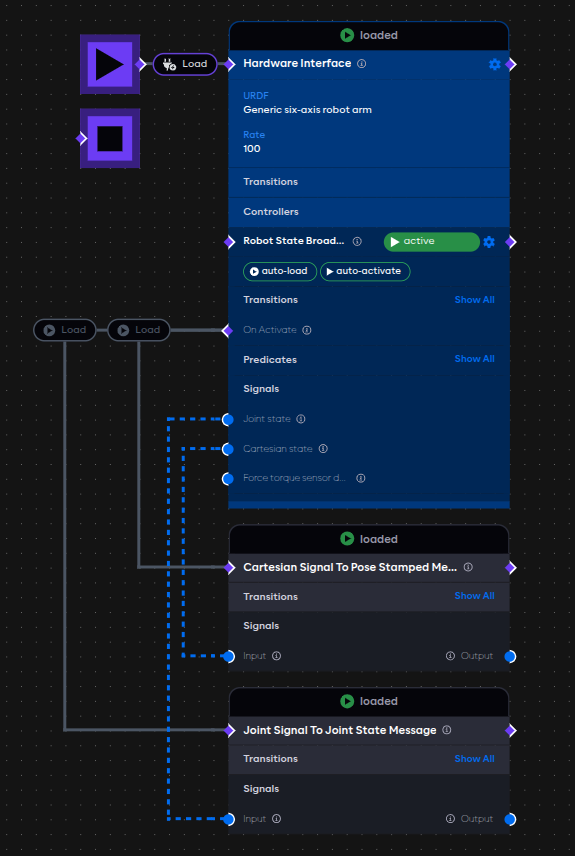 loaded
Load
Hardware Interface
URDF
Generic six-axis robot arm
Rate
100
Transitions
Controllers
Robot State Broad...
active
auto-load
auto-activate
Transitions
Show All
Load
Load
On Activate
Predicates
Show All
Signals
Joint state
Cartesian state
Force torque sensor d...
loaded
Cartesian Signal To Pose Stamped Me...
Transitions
Show All
Signals
Input
Output
loaded
Joint Signal To Joint State Message
Transitions
Show All
Signals
Input
Output